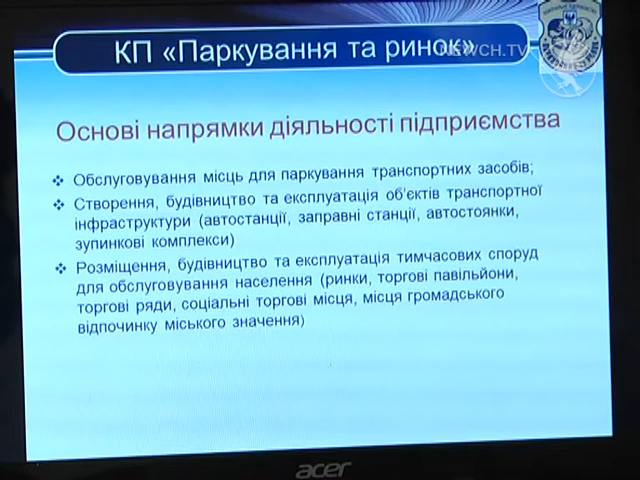 КП «Паркування та ринок»
NEWCH.TV
Основі напрямки діяльності підприємства
❖ Обслуговування місць для паркування транспортних засобів;
❖ Створення, будівництво та експлуатація об'єктів транспортної
інфраструктури (автостанції, заправні станції, автостоянки,
зупинкові комплекси)
❖ Розміщення, будівництво та експлуатація тимчасових споруд
для обслуговування населення (ринки, торгові павільйони,
торгові ряди, соціальні торгові місця, місця громадського
відпочинку міського значення)
acer